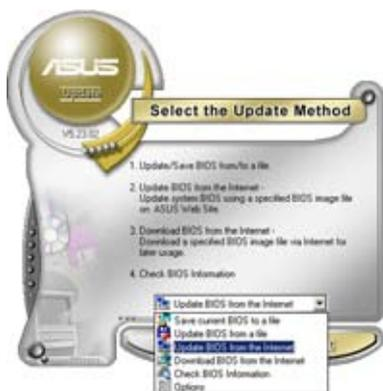 ASUS
Update
V5.23.02
Select the Update Method
1. Update/Save BIOS from/to a file.
2. Update BIOS from the Internet -
Update system BIOS using a specified BIOS image file
on ASUS Web Site.
3. Download BIOS from the Internet -
Download a specified BIOS image file via Internet for
later usage.
4. Check BIOS Information
Update BIOS from the Internet
Save current BIOS to a file
Update BIOS from a file
Update BIOS from the Internet
Download BIOS from the Internet
Check BIOS Information
Options